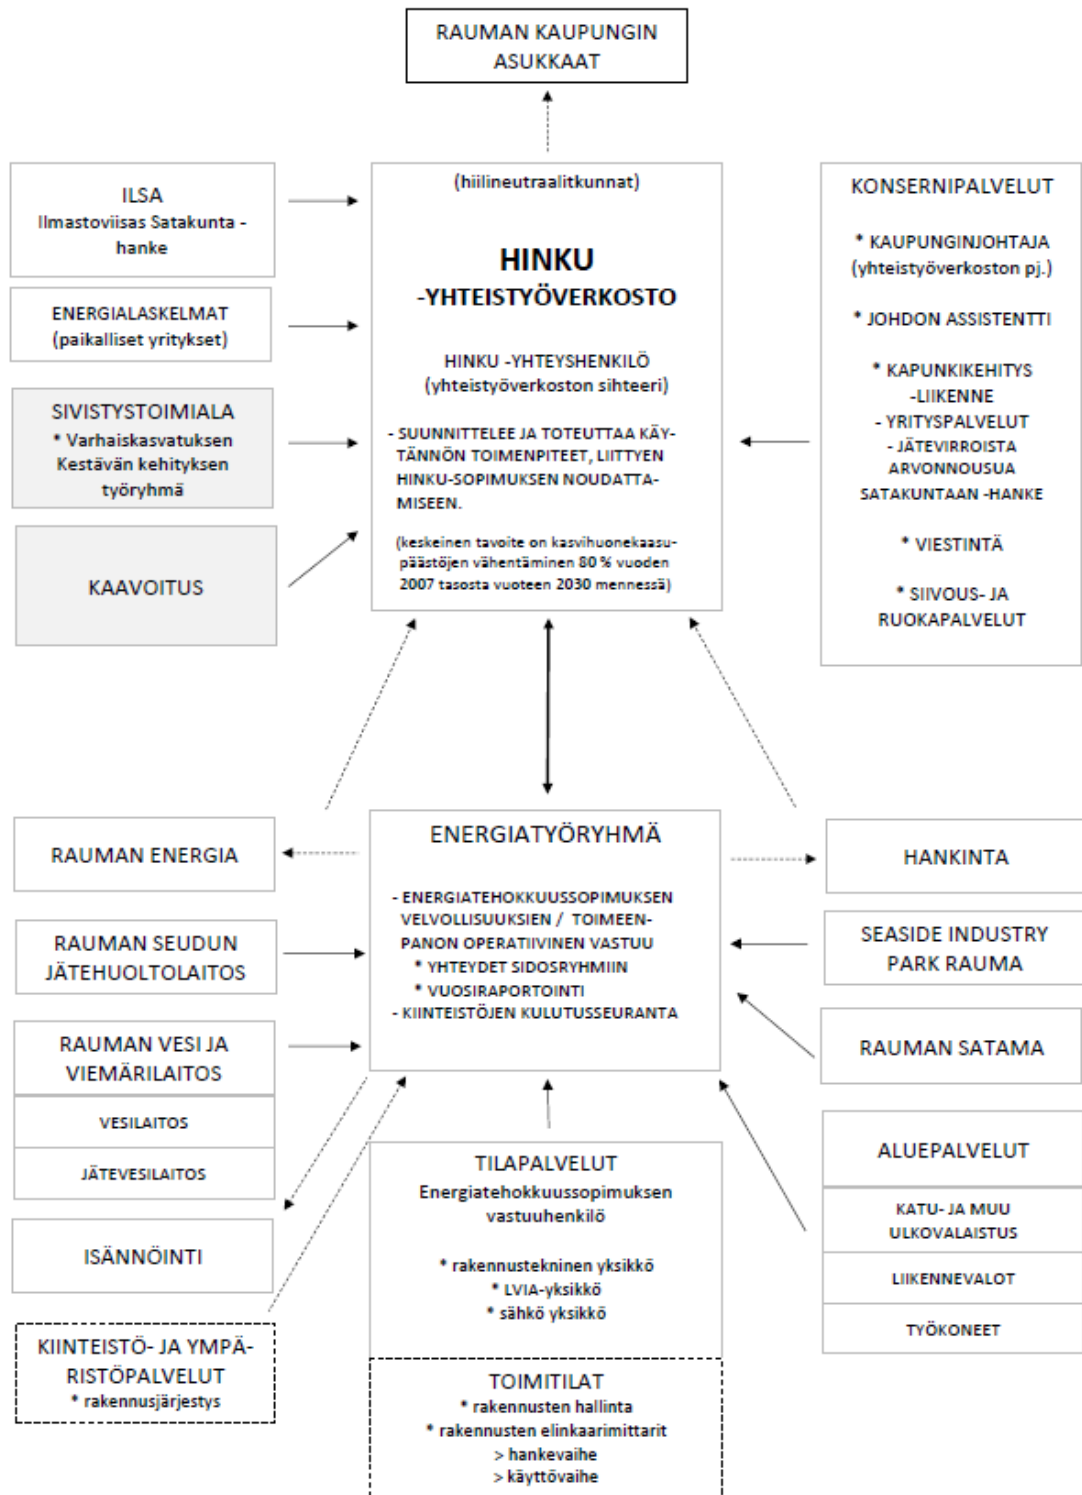 RAUMAN KAUPUNGIN
ASUKKAAT
ILSA
Ilmastoviisas Satakunta -
hanke
ENERGIALASKELMAT
(paikalliset yritykset)
SIVISTYSTOIMIALA
* Varhaiskasvatuksen
Kestävän kehityksen
työryhmä
KAAVOITUS
(hiilineutraalitkunnat)
HINKU
-YHTEISTYÖVERKOSTO
HINKU -YHTEYSHENKILÖ
(yhteistyöverkoston sihteeri)
- SUUNNITTELEE JA TOTEUTTAA KÄY-
TÄNNÖN TOIMENPITEET, LIITTYEN
HINKU-SOPIMUKSEN NOUDATTA-
MISEEN.
(keskeinen tavoite on kasvihuonekaasu-
päästöjen vähentäminen 80 % vuoden
2007 tasosta vuoteen 2030 mennessä)
KONSERNIPALVELUT
* KAUPUNGINJOHTAJA
(yhteistyöverkoston pj.)
* JOHDON ASSISTENTTI
* KAPUNKIKEHITYS
-LIIKENNE
- YRITYSPALVELUT
- JÄTEVIRROISTA
ARVONNOUSUA
SATAKUNTAAN -HANKE
* VIESTINTÄ
* SIIVOUS- JA
RUOKAPALVELUT
RAUMAN ENERGIA
RAUMAN SEUDUN
JÄTEHUOLTOLAITOS
RAUMAN VESI JA
VIEMÄRILAITOS
VESILAITOS
JÄTEVESILAITOS
ISÄNNÖINTI
KIINTEISTÖ- JA YMPÄ-
RISTÖPALVELUT
* rakennusjärjestys
ENERGIATYÖRYHMÄ
- ENERGIATEHOKKUUSSOPIMUKSEN
VELVOLLISUUKSIEN / TOIMEEN-
PANON OPERATIIVINEN VASTUU
* YHTEYDET SIDOSRYHMIIN
* VUOSIRAPORTOINTI
- KIINTEISTÖJEN KULUTUSSEURANTA
TILAPALVELUT
Energiatehokkuussopimuksen
vastuuhenkilö
* rakennustekninen yksikkö
* LVIA-yksikkö
* sähkö yksikkö
TOIMITILAT
* rakennusten hallinta
* rakennusten elinkaarimittarit
> hankevaihe
> käyttövaihe
HANKINTA
SEASIDE INDUSTRY
PARK RAUMA
RAUMAN SATAMA
ALUEPALVELUT
KATU- JA MUU
ULKOVALAISTUS
LIIKENNEVALOT
TYÖKONEET